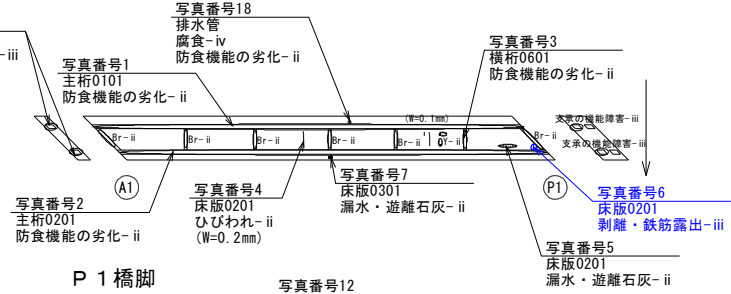 写真番号18
排水管
腐食-ⅳ
防食機能の劣化-ⅱ
-ⅲ
写真番号1
主桁0101
防食機能の劣化-ⅱ
写真番号3
横桁0601
防食機能の劣化-ⅱ
(W=0.1mm)
支承の機能障害-ⅲ
Br-ⅱ
Br-ⅱ
Br-ⅱ
Br-ⅱ
Br-ⅱ
Y-ⅱ
Br-ⅱ
支承の機能障害-ⅲ
A1
P1
写真番号2
主桁0201
防食機能の劣化-ⅱ
写真番号4
床版0201
ひびわれ-ⅱ
(W=0.2mm)
写真番号7
床版0301
漏水・遊離石灰-ⅱ
写真番号6
床版0201
剥離・鉄筋露出-ⅲ
写真番号5
床版0201
漏水・遊離石灰-ⅱ
P1橋脚
写真番号12